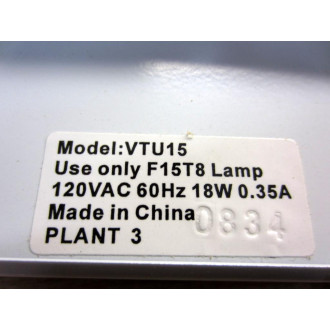 Model:VTU15
Use only F15T8 Lamp
120VAC 60Hz 18W 0.35A
Made in China 0834
PLANT 3